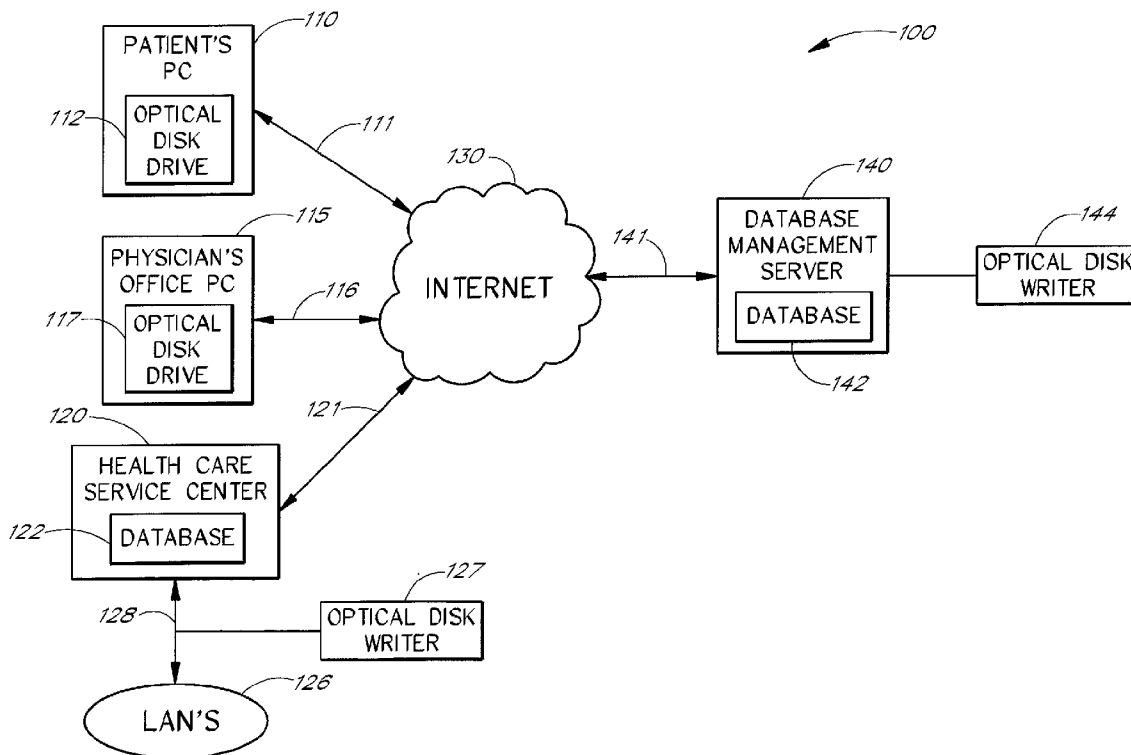 110
PATIENT'S
PC
112
OPTICAL
DISK
DRIVE
111
100
115
PHYSICIAN'S
OFFICE PC
117
OPTICAL
DISK
DRIVE
116
130
INTERNET
141
140
DATABASE
MANAGEMENT
SERVER
DATABASE
142
144
OPTICAL DISK
WRITER
121
120
HEALTH CARE
SERVICE CENTER
122
DATABASE
128
127
OPTICAL DISK
WRITER
126
LAN'S